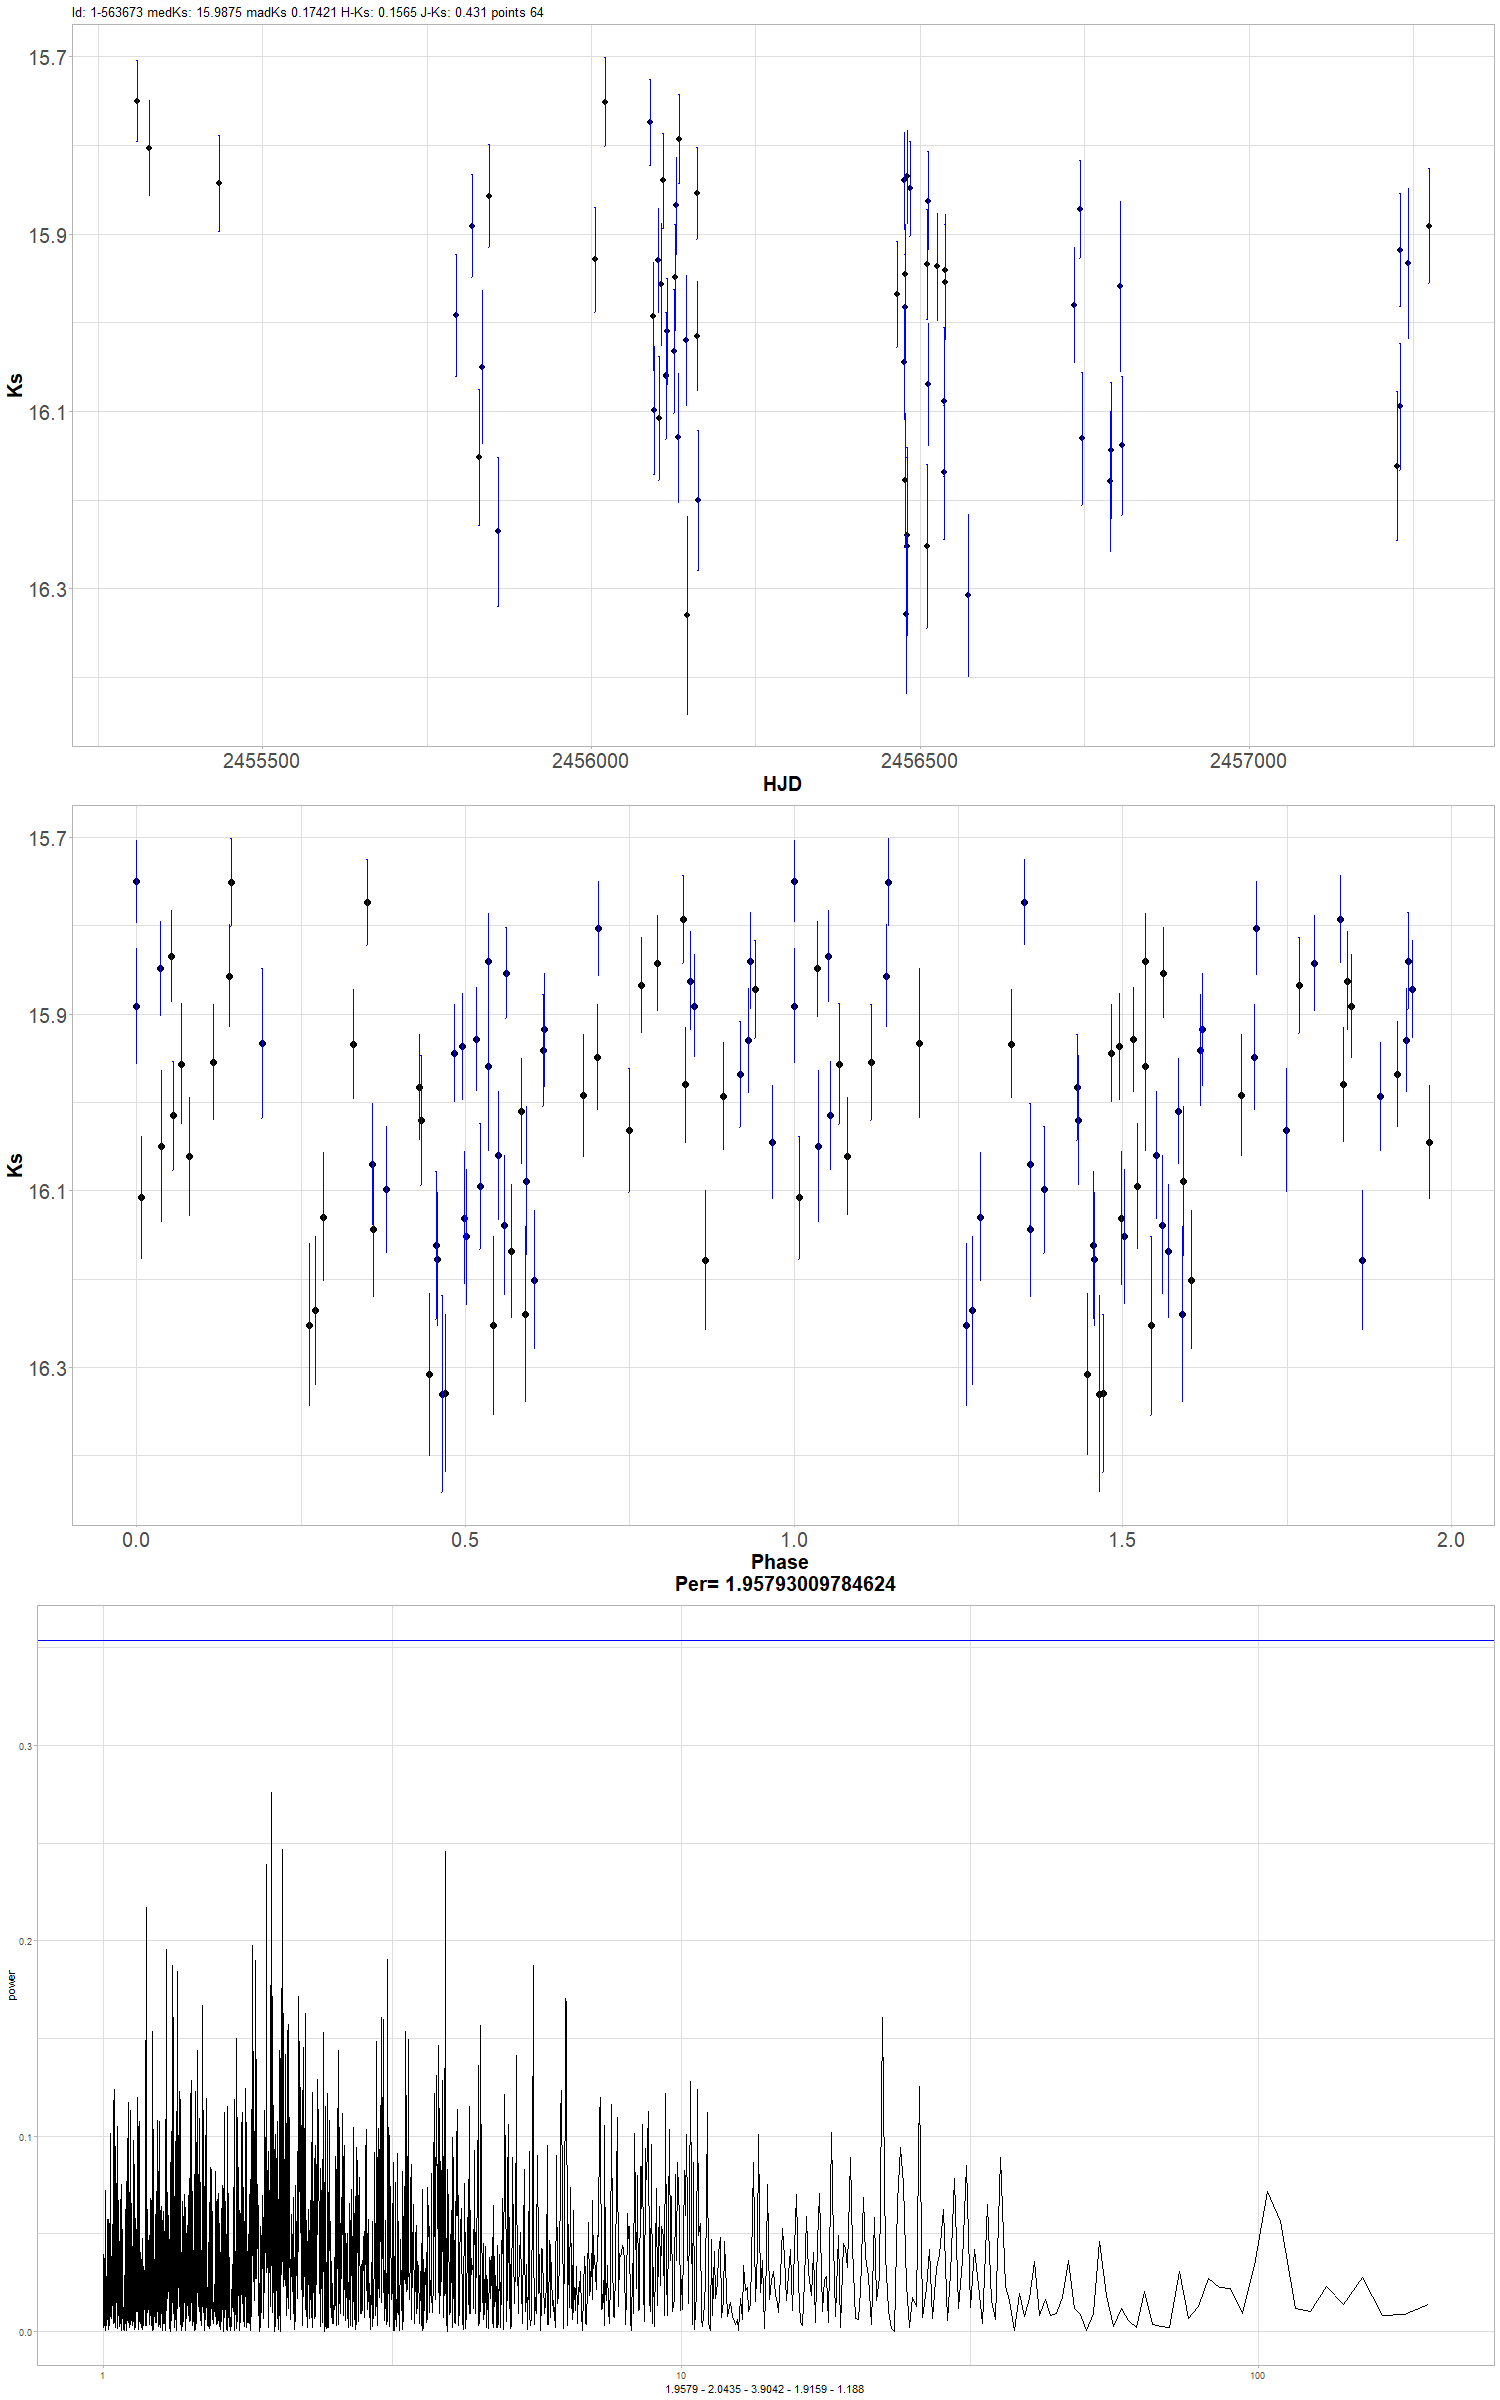 Id: 1-563673 medKs: 15.9875 madKs 0.17421 H-Ks: 0.1565 J-Ks: 0.431 points 64
15.7
15.9
16.1
16.3
Ks
2455500 2456000 2456500 2457000
HJD
15.7
15.9
16.1
16.3
Ks
0.0 0.5 1.0 1.5 2.0
Phase
Per= 1.95793009784624
0.3
0.2
0.1
0.0
power
1 10 100
1.9579 - 2.0435 - 3.9042 - 1.9159 - 1.188